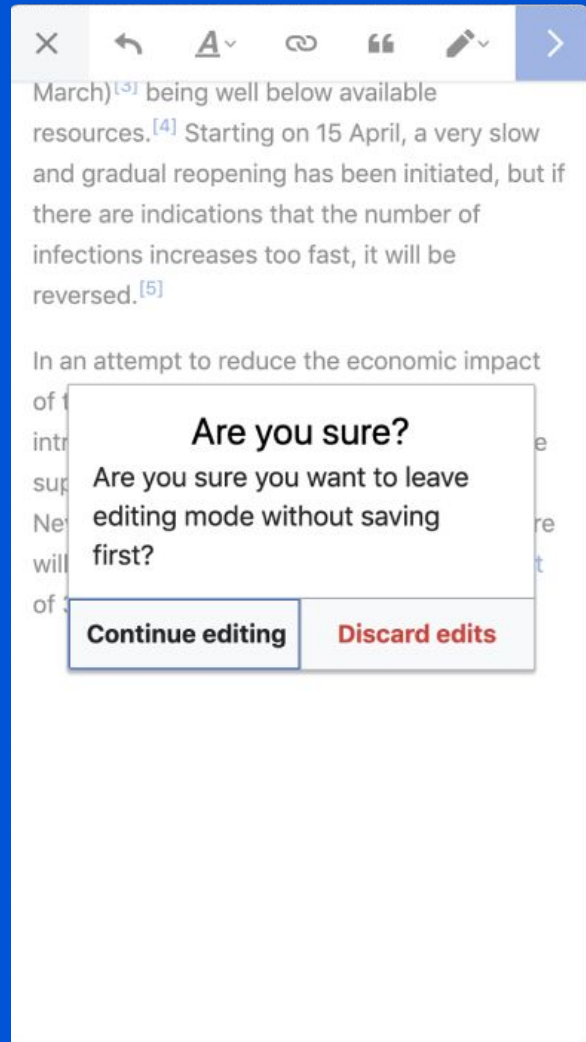 March)[3] being well below available
resources.[4] Starting on 15 April, a very slow
and gradual reopening has been initiated, but if
there are indications that the number of
infections increases too fast, it will be
reversed.[5]
In an attempt to reduce the economic impact
of
Are you sure?
Are you sure you want to leave
editing mode without saving
first?
will
of
Continue editing
Discard edits